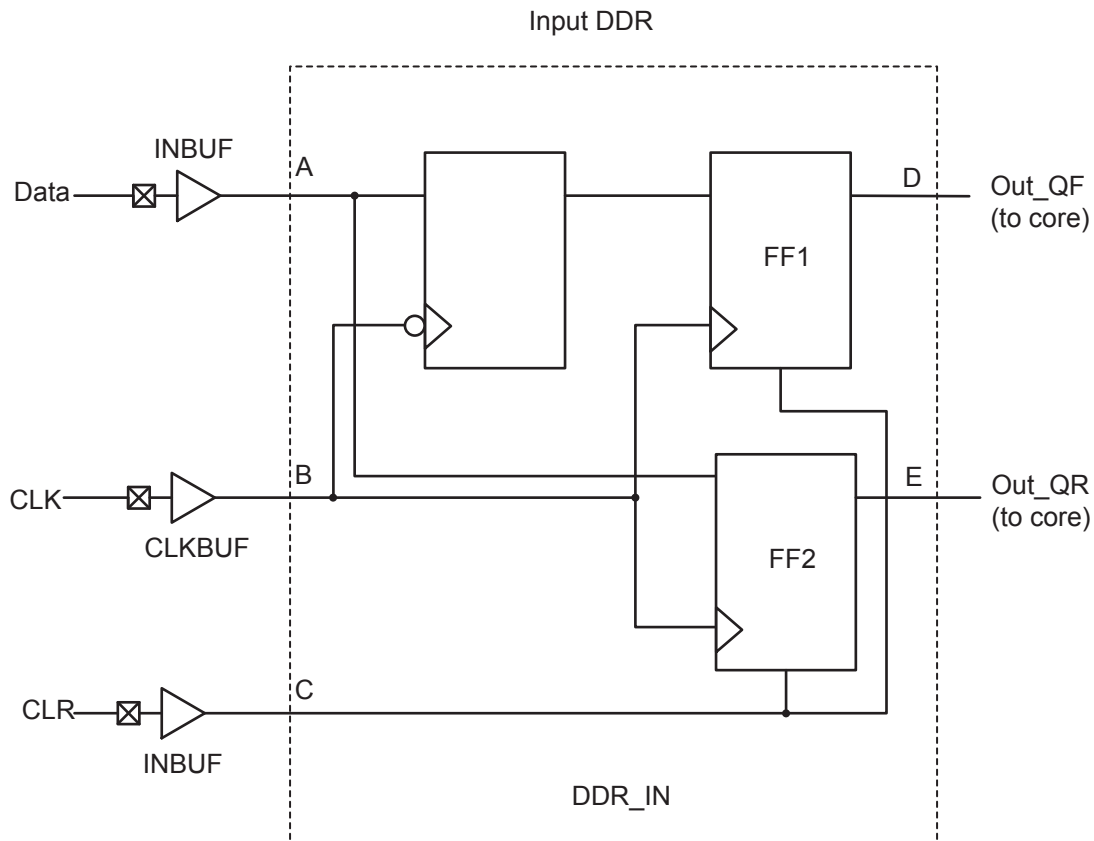 Input DDR
INBUF
A
Data
D
Out_QF
(to core)
FF1
B
E
CLK
Out_QR
(to core)
CLKBUF
FF2
C
CLR
INBUF
DDR_IN